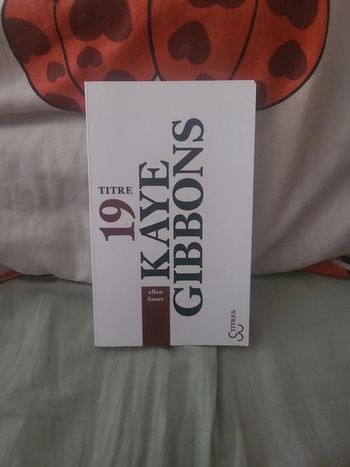 TITRE
19
KAYE
GIBBONS
ellen
foster
TITRES